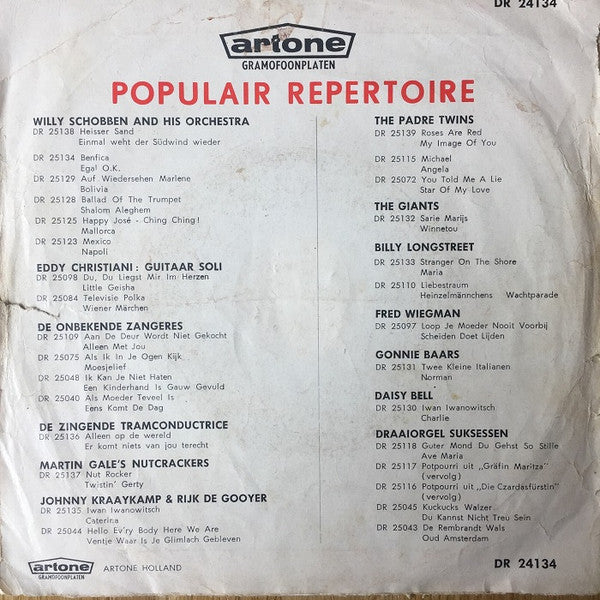 DR 24134
artone
GRAMOFOONPLATEN
POPULAIR REPERTOIRE
WILLY SCHOBBEN AND HIS ORCHESTRA
DR 25138 Heisser Sand
Einmal weht der Südwind wieder
DR 25134 Benfica
Egal O.K.
DR 25129 Auf Wiedersehen Marlene
Bolivia
DR 25128 Ballad Of The Trumpet
Shalom Aleghem
DR 25125 Happy José - Ching Ching!
Mallorca
DR 25123 Mexico
Napoli
EDDY CHRISTIANI: GUITAAR SOLI
DR 25098 Du, Du Liegst Mir Im Herzen
Little Geisha
DR 25084 Televisie Polka
Wiener Märchen
DE ONBEKENDE ZANGERES
DR 25109 Aan De Deur Wordt Niet Gekocht
Alleen Met Jou
DR 25075 Als Ik In Je Ogen Kijk
Moesjelief
DR 25048 Ik Kan Je Niet Haten
Een Kinderhand Is Gauw Gevuld
DR 25040 Als Moeder Teveel Is
Eens Komt De Dag
DE ZINGENDE TRAMCONDUCTRICE
DR 25136 Alleen op de wereld
Er komt niets van jou terecht
MARTIN GALE'S NUTCRACKERS
DR 25137 Nut Rocker
Twistin' Gerty
JOHNNY KRAAYKAMP & RIJK DE GOOYER
DR 25135 Iwan Iwanowitsch
Caterina
DR 25044 Hello Ev'ry Body Here We Are
Ventje Waar Is Je Glimlach Gebleven
THE PADRE TWINS
DR 25139 Roses Are Red
My Image Of You
DR 25115 Michael
Angela
DR 25072 You Told Me A Lie
Star Of My Love
THE GIANTS
DR 25132 Sarie Marijs
Winnetou
BILLY LONGSTREET
DR 25133 Stranger On The Shore
Maria
DR 25110 Liebestraum
Heinzelmännchens Wachtparade
FRED WIEGMAN
DR 25097 Loop Je Moeder Nooit Voorbij
Scheiden Doet Lijden
GONNIE BAARS
DR 25131 Twee Kleine Italianen
Norman
DAISY BELL
DR 25130 Iwan Iwanowitsch
Charlie
DRAAIORGEL SUKSESSEN
DR 25118 Guter Mond Du Gehst So Stille
Ave Maria
DR 25117 Potpourri uit „Gräfin Maritza"
(vervolg)
DR 25116 Potpourri uit „Die Czardasfürstin"
(vervolg)
DR 25045 Kuckucks Walzer
Du Kannst Nicht Treu Sein
DR 25043 De Rembrandt Wals
Oud Amsterdam
artone
GRAMOFOONPLATEN
ARTONE HOLLAND
DR 24134